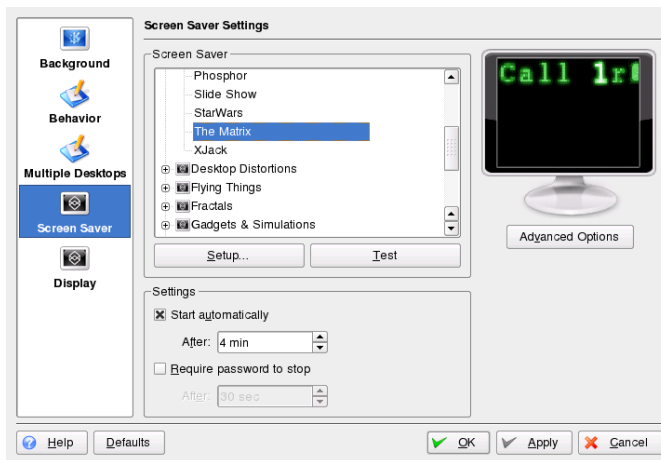 Screen Saver Settings
Background
Behavior
Multiple Desktops
Screen Saver
Display
Screen Saver
Phosphor
Slide Show
StarWars
The Matrix
XJack
Desktop Distortions
Flying Things
Fractals
Gadgets & Simulations
Setup...
Test
Call 1r
Advanced Options
Settings
Start automatically
After: 4 min
Require password to stop
After: 30 sec
Help
Defaults
OK
Apply
Cancel